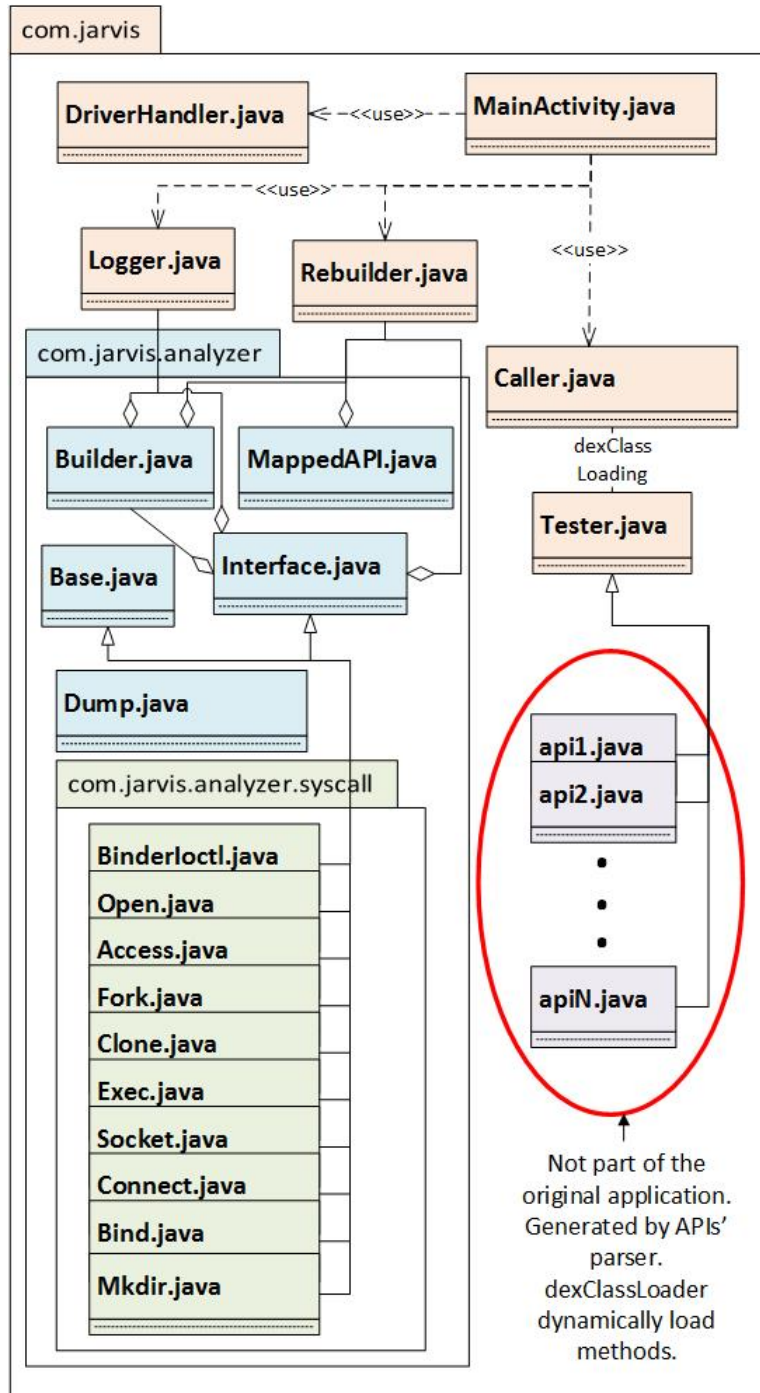 com.jarvis
DriverHandler.java
<<use>>
MainActivity.java
<<use>>
<<use>>
Logger.java
Rebuilder.java
com.jarvis.analyzer
Caller.java
Builder.java
MappedAPI.java
dexClass
Loading
Tester.java
Base.java
Interface.java
Dump.java
com.jarvis.analyzer.syscall
api1.java
api2.java
apiN.java
BinderIoctl.java
Open.java
Access.java
Fork.java
Clone.java
Exec.java
Socket.java
Connect.java
Bind.java
Mkdir.java
Not part of the
original application.
Generated by APIs'
parser.
dexClassLoader
dynamically load
methods.